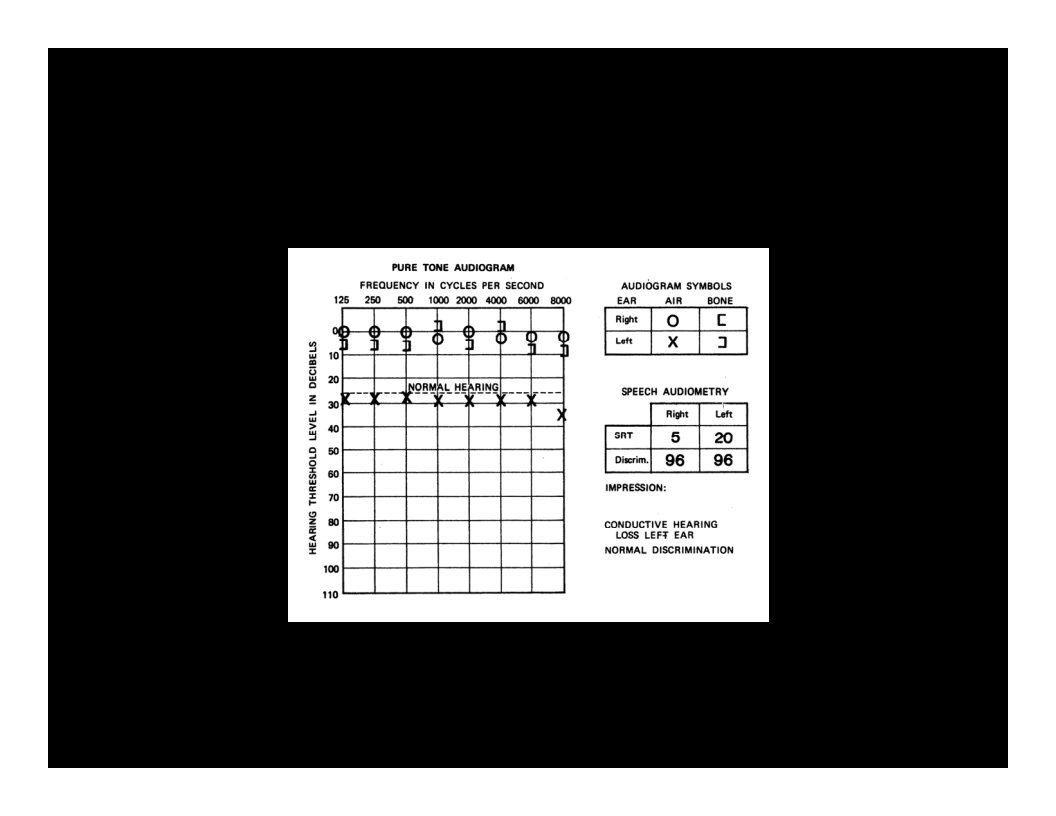 PURE TONE AUDIOGRAM
FREQUENCY IN CYCLES PER SECOND
125 250 500 1000 2000 4000 6000 8000
HEARING THRESHOLD LEVEL IN DECIBELS
0
10
20
30
40
50
60
70
80
90
100
110
NORMAL HEARING
AUDIOGRAM SYMBOLS
EAR AIR BONE
Right O [
Left X ]
SPEECH AUDIOMETRY
Right Left
SRT 5 20
Discrim. 96 96
IMPRESSION:
CONDUCTIVE HEARING
LOSS LEFT EAR
NORMAL DISCRIMINATION